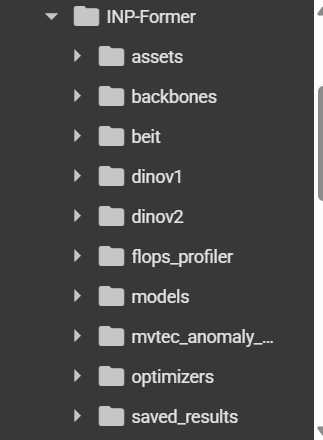 INP-Former
assets
backbones
beit
dinov1
dinov2
flops_profiler
models
mvtec_anomaly_...
optimizers
saved_results